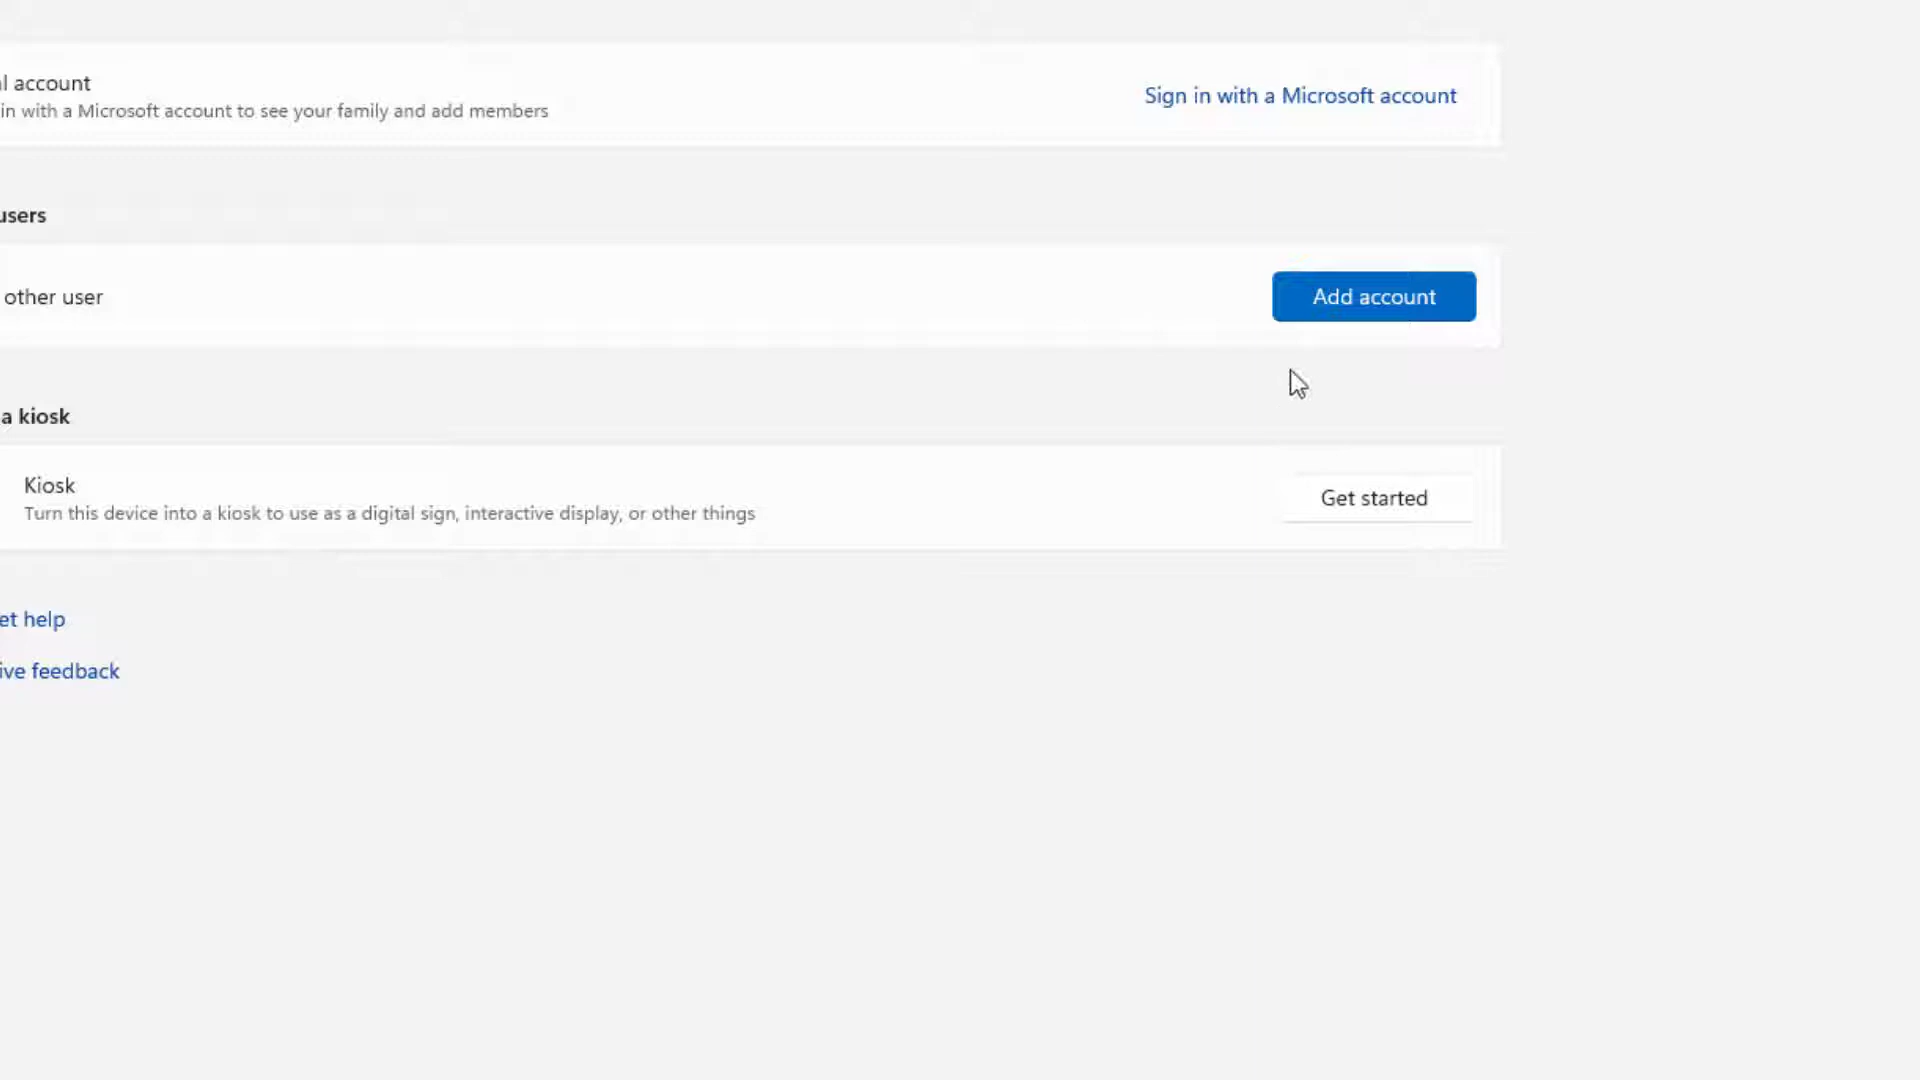 l account
in with a Microsoft account to see your family and add members
Sign in with a Microsoft account
users
other user
Add account
a kiosk
Kiosk
Turn this device into a kiosk to use as a digital sign, interactive display, or other things
Get started
et help
ive feedback